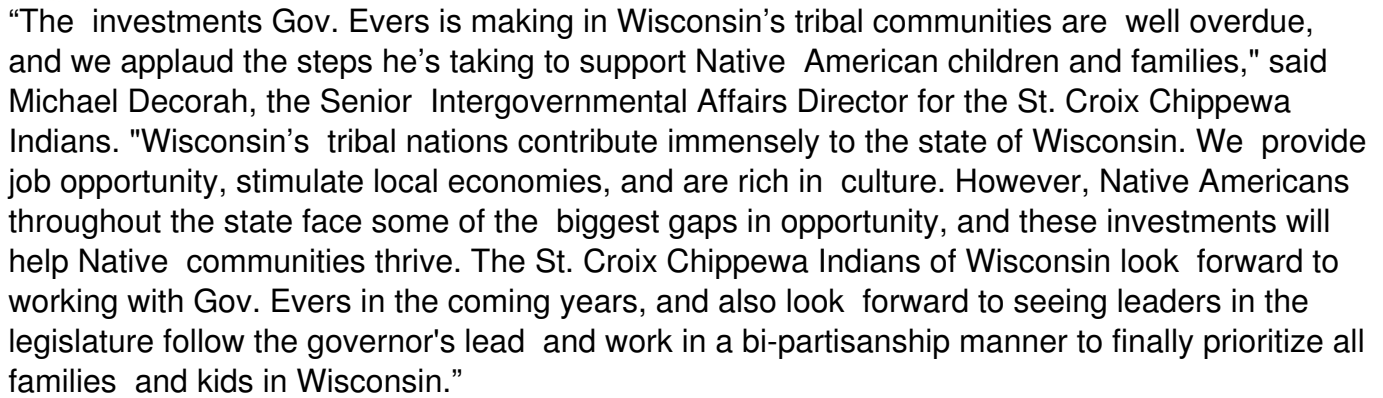 “The  investments Gov. Evers is making in Wisconsin’s tribal communities are  well overdue,
and we applaud the steps he’s taking to support Native  American children and families," said
Michael Decorah, the Senior  Intergovernmental Affairs Director for the St. Croix Chippewa
Indians. "Wisconsin’s  tribal nations contribute immensely to the state of Wisconsin. We  provide
job opportunity, stimulate local economies, and are rich in  culture. However, Native Americans
throughout the state face some of the  biggest gaps in opportunity, and these investments will
help Native  communities thrive. The St. Croix Chippewa Indians of Wisconsin look  forward to
working with Gov. Evers in the coming years, and also look  forward to seeing leaders in the
legislature follow the governor's lead  and work in a bi-partisanship manner to finally prioritize all
families  and kids in Wisconsin.”